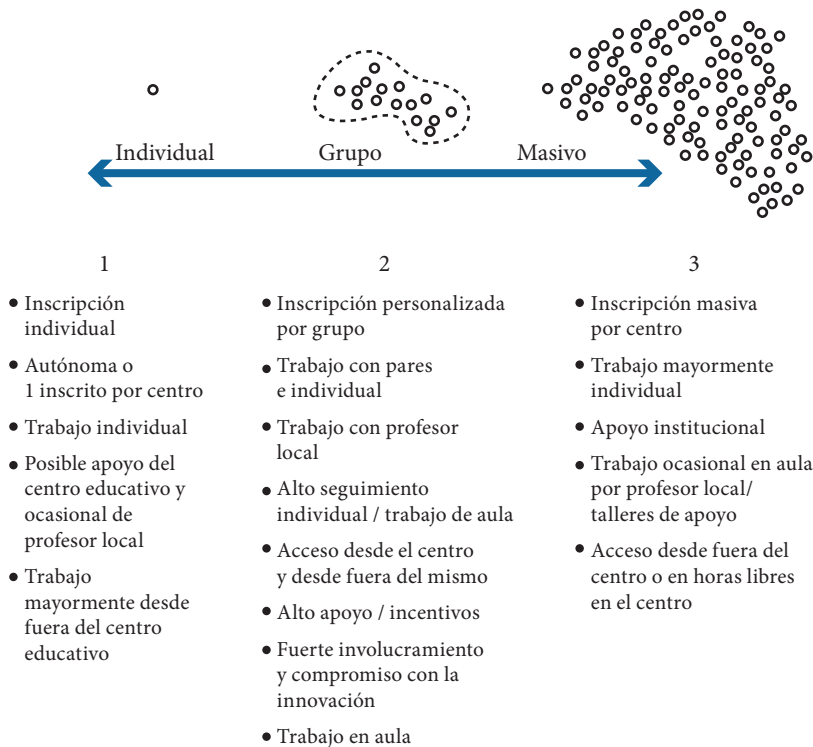 Individual
Grupo
Masivo
1
• Inscripción
individual
• Autónoma o
1 inscrito por centro
• Trabajo individual
• Posible apoyo del
centro educativo y
ocasional de
profesor local
• Trabajo
mayormente desde
fuera del centro
educativo
2
• Inscripción personalizada
por grupo
• Trabajo con pares
e individual
• Trabajo con profesor
local
• Alto seguimiento
individual / trabajo de aula
• Acceso desde el centro
y desde fuera del mismo
• Alto apoyo / incentivos
• Fuerte involucramiento
y compromiso con la
innovación
• Trabajo en aula
3
• Inscripción masiva
por centro
• Trabajo mayormente
individual
• Apoyo institucional
• Trabajo ocasional en aula
por profesor local/
talleres de apoyo
• Acceso desde fuera del
centro o en horas libres
en el centro